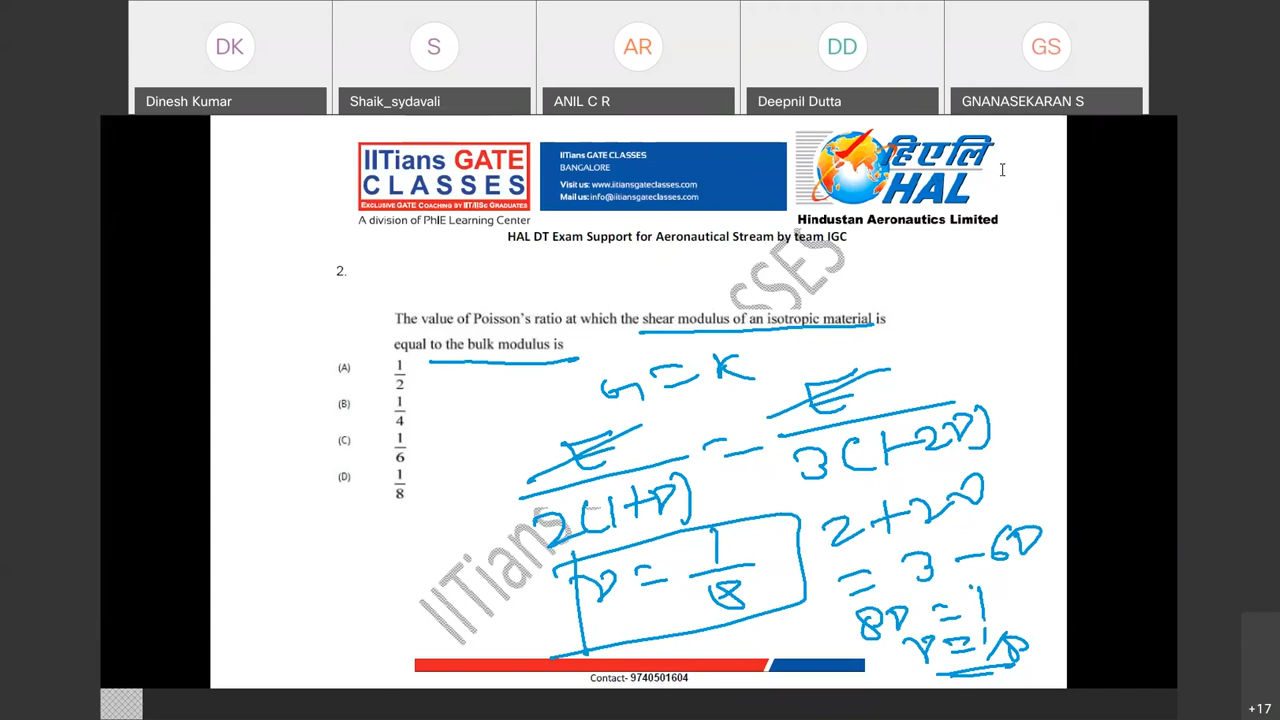 DK
S
AR
DD
GS
Dinesh Kumar
Shaik_sydavali
ANIL C R
Deepnil Dutta
GNANASEKARAN S
IITians GATE
CLASSES
EXCLUSIVE GATE COACHING BY IIT/IISc GRADUATES
A division of PhIE Learning Center
IITians GATE CLASSES
BANGALORE
Visit us: www.iitiansgateclasses.com
Mail us: info@iitiansgateclasses.com
हिएलि
HAL
Hindustan Aeronautics Limited
HAL DT Exam Support for Aeronautical Stream by team IGC
2.
The value of Poisson's ratio at which the shear modulus of an isotropic material is
equal to the bulk modulus is
(A) 1/2
(B) 1/4
(C) 1/6
(D) 1/8
G = K
E/2(1+ν) = E/3(1-2ν)
2+2ν
= 3-6ν
8ν = 1
ν = 1/8
ν = 1/8
IITians
SSES
Contact- 9740501604
+17